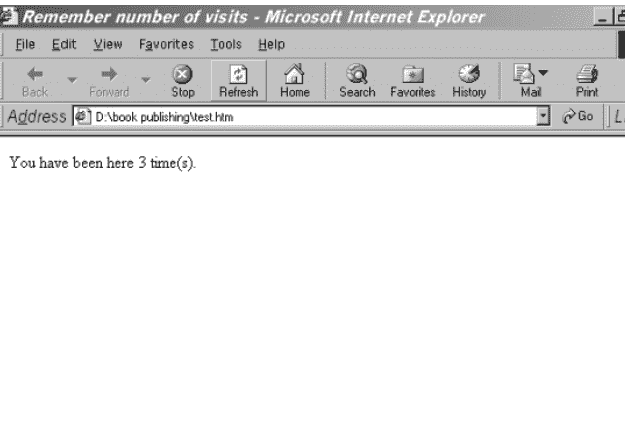 Remember number of visits - Microsoft Internet Explorer
File Edit View Favorites Tools Help
Back Forward Stop Refresh Home Search Favorites History Mail Print
Address D:\book publishing\test.htm Go
You have been here 3 time(s).